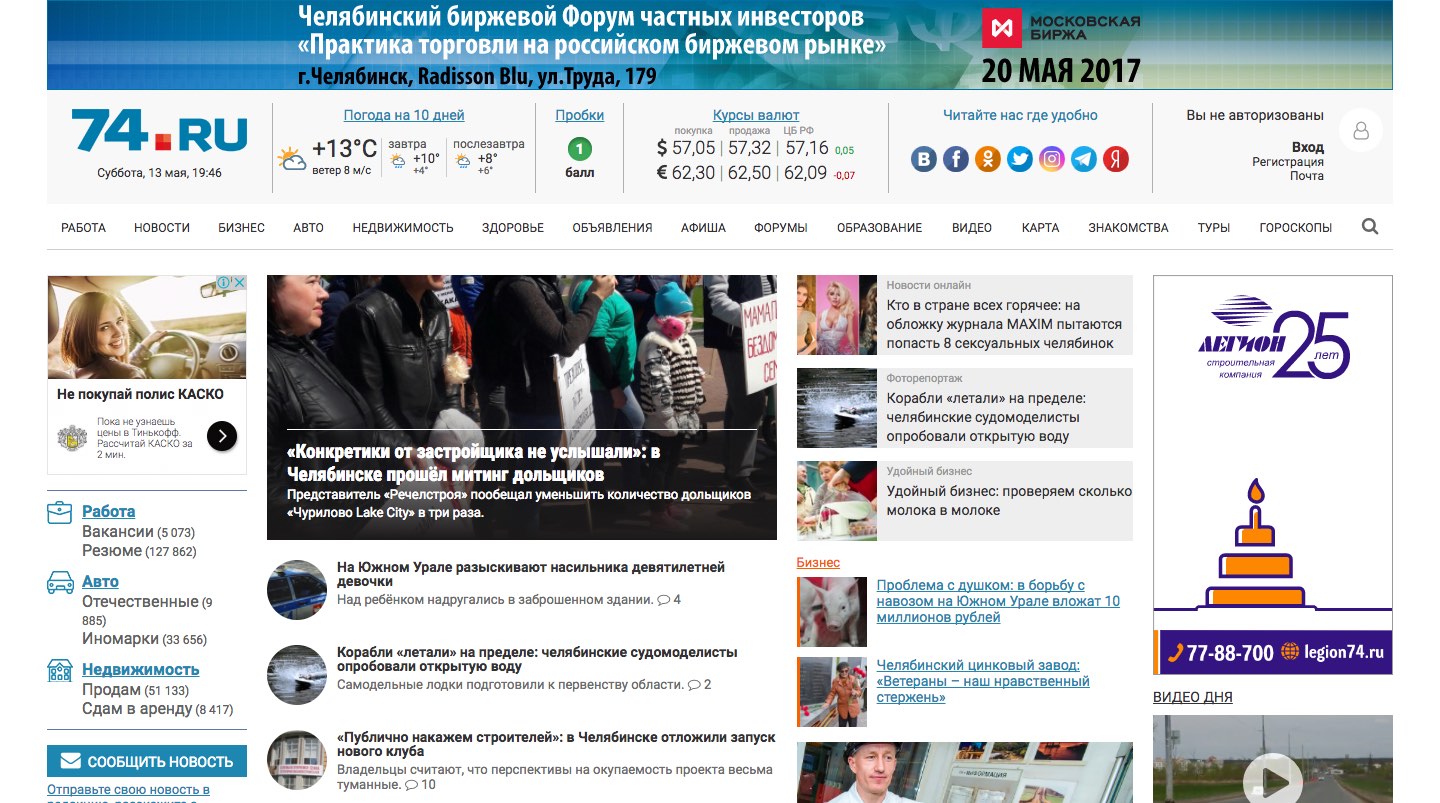 Челябинский биржевой Форум частных инвесторов
«Практика торговли на российском биржевом рынке»
г.Челябинск, Radisson Blu, ул.Труда, 179
МОСКОВСКАЯ
БИРЖА
20 МАЯ 2017
74.RU
Суббота, 13 мая, 19:46
Погода на 10 дней
+13°C
ветер 8 м/с
завтра
+10°
+4°
послезавтра
+8°
+6°
Пробки
1
балл
Курсы валют
покупка продажа ЦБ РФ
$ 57,05 | 57,32 | 57,16 0,05
€ 62,30 | 62,50 | 62,09 -0,07
Читайте нас где удобно
Вы не авторизованы
Вход
Регистрация
Почта
РАБОТА НОВОСТИ БИЗНЕС АВТО НЕДВИЖИМОСТЬ ЗДОРОВЬЕ ОБЪЯВЛЕНИЯ АФИША ФОРУМЫ ОБРАЗОВАНИЕ ВИДЕО КАРТА ЗНАКОМСТВА ТУРЫ ГОРОСКОПЫ
Не покупай полис КАСКО
Пока не узнаешь
цены в Тинькофф.
Рассчитай КАСКО за
2 мин.
Работа
Вакансии (5 073)
Резюме (127 862)
Авто
Отечественные (9
885)
Иномарки (33 656)
Недвижимость
Продам (51 133)
Сдам в аренду (8 417)
СООБЩИТЬ НОВОСТЬ
Отправьте свою новость в
редакцию, расскажите о
МАМА П
БЕЗДОМ
СЕ
«Конкретики от застройщика не услышали»: в
Челябинске прошёл митинг дольщиков
Представитель «Речелстроя» пообещал уменьшить количество дольщиков
«Чурилово Lake City» в три раза.
На Южном Урале разыскивают насильника девятилетней
девочки
Над ребёнком надругались в заброшенном здании. 4
Корабли «летали» на пределе: челябинские судомоделисты
опробовали открытую воду
Самодельные лодки подготовили к первенству области. 2
«Публично накажем строителей»: в Челябинске отложили запуск
нового клуба
Владельцы считают, что перспективы на окупаемость проекта весьма
туманные. 10
Новости онлайн
Кто в стране всех горячее: на
обложку журнала MAXIM пытаются
попасть 8 сексуальных челябинок
Фоторепортаж
Корабли «летали» на пределе:
челябинские судомоделисты
опробовали открытую воду
Удойный бизнес
Удойный бизнес: проверяем сколько
молока в молоке
Бизнес
Проблема с душком: в борьбу с
навозом на Южном Урале вложат 10
миллионов рублей
Челябинский цинковый завод:
«Ветераны – наш нравственный
стержень»
ИНФОРМАЦИЯ
ЛЕГИОН
строительная
компания
25
лет
77-88-700 legion74.ru
ВИДЕО ДНЯ